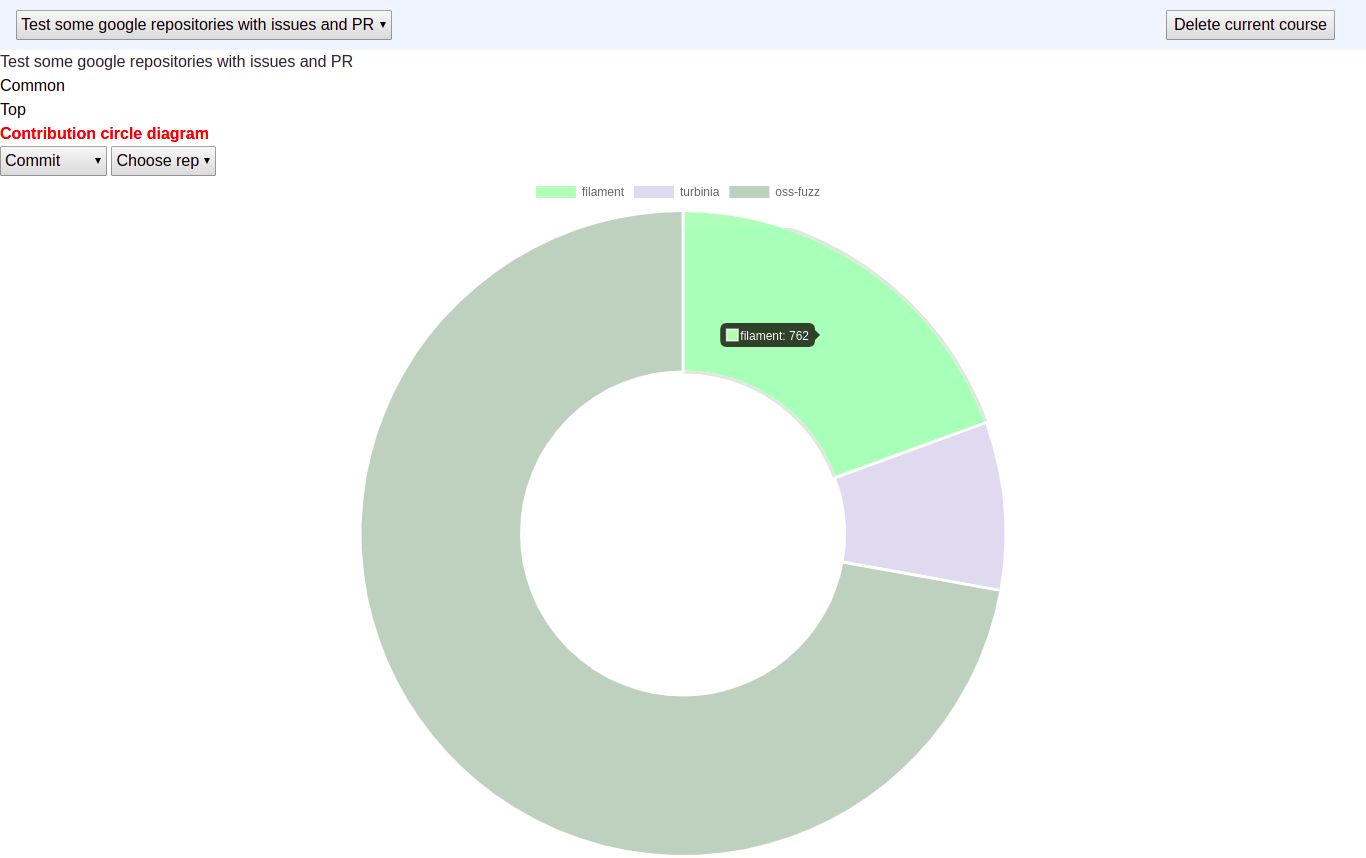 Test some google repositories with issues and PR
Delete current course
Test some google repositories with issues and PR
Common
Top
Contribution circle diagram
Commit
Choose rep
filament
turbinia
oss-fuzz
filament: 762